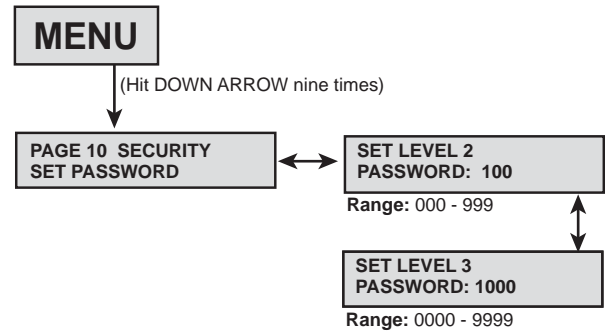 MENU
(Hit DOWN ARROW nine times)
PAGE 10 SECURITY
SET PASSWORD
SET LEVEL 2
PASSWORD: 100
Range: 000 - 999
SET LEVEL 3
PASSWORD: 1000
Range: 0000 - 9999